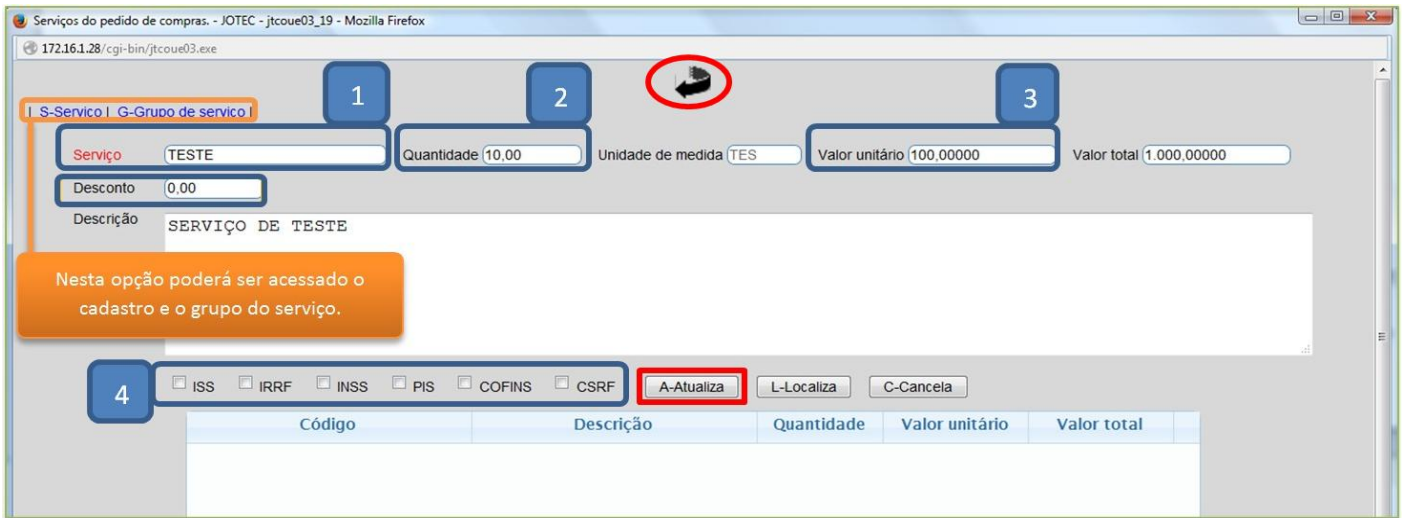 Serviços do pedido de compras. - JOTEC - jtcoue03_19 - Mozilla Firefox
172.16.1.28/cgi-bin/jtcoue03.exe
1 2 3
| S-Serviço | G-Grupo de serviço |
Serviço TESTE Quantidade 10,00 Unidade de medida TES Valor unitário 100,00000 Valor total 1.000,00000
Desconto 0,00
Descrição SERVIÇO DE TESTE
Nesta opção poderá ser acessado o
cadastro e o grupo do serviço.
4 ISS IRRF INSS PIS COFINS CSRF A-Atualiza L-Localiza C-Cancela
Código Descrição Quantidade Valor unitário Valor total